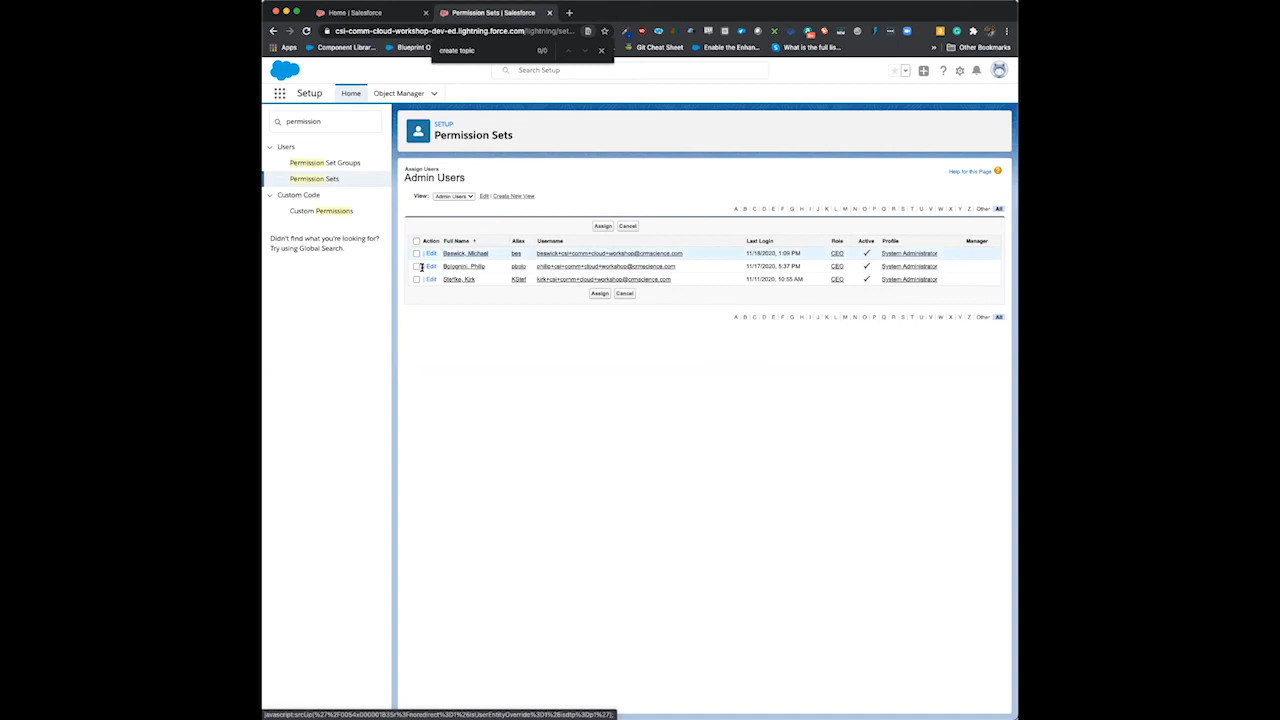 Home | Salesforce
Permission Sets | Salesforce
csi-comm-cloud-workshop-dev-ed.lightning.force.com/lightning/set...
Apps
Component Librar...
Blueprint O
Git Cheat Sheet
Enable the Enhan...
What is the full lis...
Other Bookmarks
create topic
0/0
Search Setup
Setup
Home
Object Manager
permission
Users
Permission Set Groups
Permission Sets
Custom Code
Custom Permissions
Didn't find what you're looking for?
Try using Global Search.
SETUP
Permission Sets
Assign Users
Admin Users
Help for this Page
View: Admin Users Edit | Create New View
A | B | C | D | E | F | G | H | I | J | K | L | M | N | O | P | Q | R | S | T | U | V | W | X | Y | Z | Other | All
Assign Cancel
Action Full Name Alias Username Last Login Role Active Profile Manager
Edit Beswick, Michael bes beswick+csi+comm+cloud+workshop@crmscience.com 11/18/2020, 1:09 PM CEO ✓ System Administrator
Edit Bolognini, Philip pbolo philip+csi+comm+cloud+workshop@crmscience.com 11/17/2020, 5:37 PM CEO ✓ System Administrator
Edit Steffke, Kirk KStef kirk+csi+comm+cloud+workshop@crmscience.com 11/11/2020, 10:55 AM CEO ✓ System Administrator
Assign Cancel
A | B | C | D | E | F | G | H | I | J | K | L | M | N | O | P | Q | R | S | T | U | V | W | X | Y | Z | Other | All